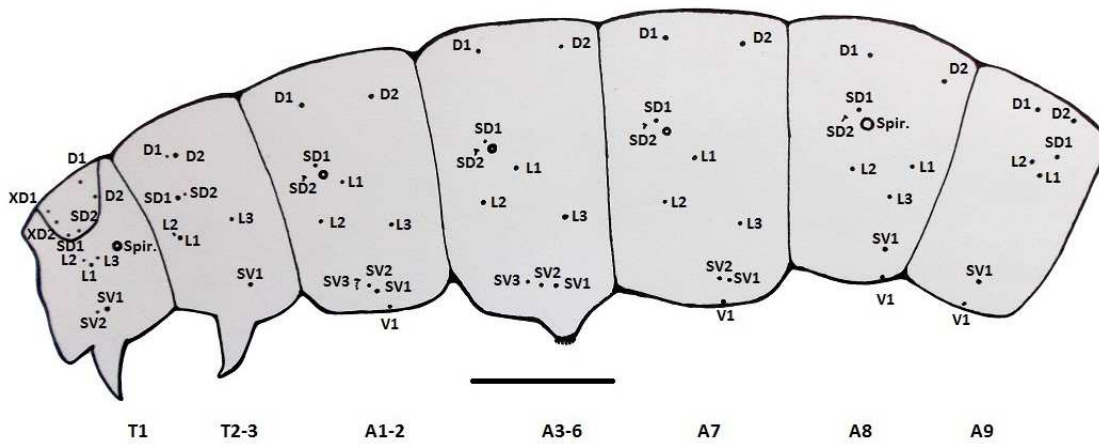 D1
XD1
D2
SD2
XD2
SD1
Spir.
L2
L3
L1
SV1
SV2
D1
D2
SD1
SD2
L2
L1
L3
SV1
D1
D2
SD1
SD2
L1
L2
L3
SV2
SV3
SV1
V1
D1
D2
SD1
SD2
L1
L2
L3
SV3
SV2
SV1
D1
D2
SD1
SD2
L1
L2
L3
SV2
SV1
V1
D1
D2
SD1
SD2
Spir.
L2
L1
L3
SV1
V1
D1
D2
SD1
L2
L1
SV1
V1
T1 T2-3 A1-2 A3-6 A7 A8 A9